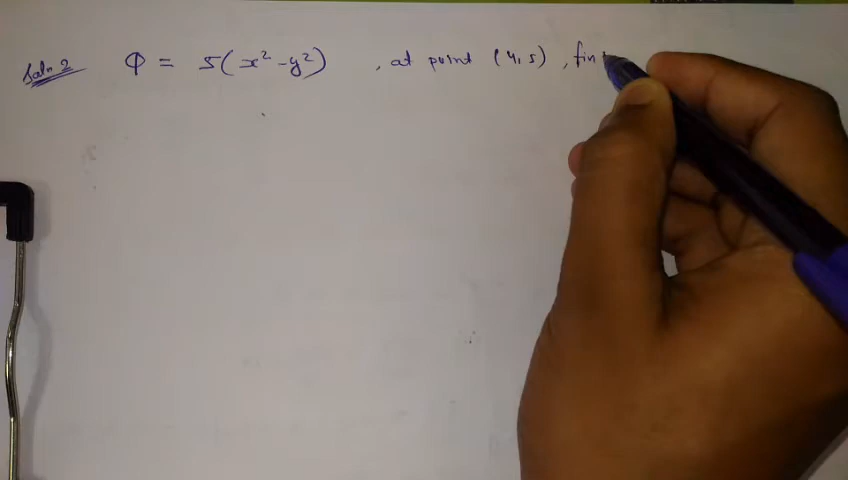 Soln 2 φ = 5(x² - y²) , at point (4, 5) , fin